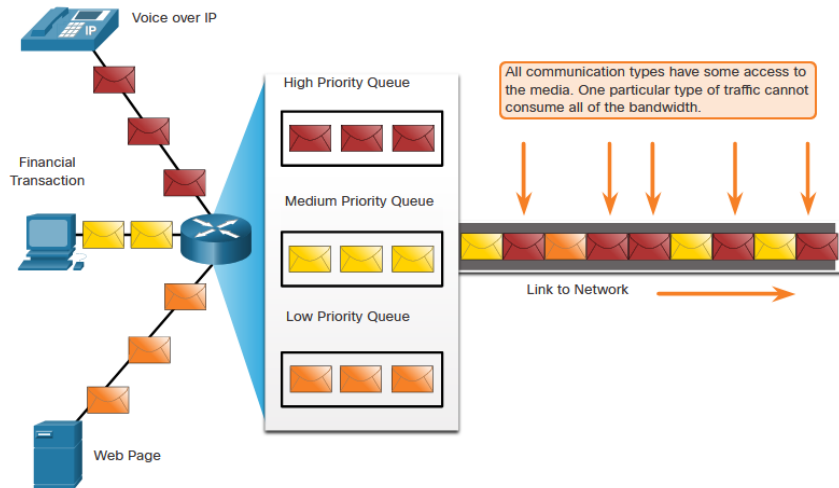 Voice over IP
IP
High Priority Queue
All communication types have some access to
the media. One particular type of traffic cannot
consume all of the bandwidth.
Financial
Transaction
Medium Priority Queue
Link to Network
Low Priority Queue
Web Page